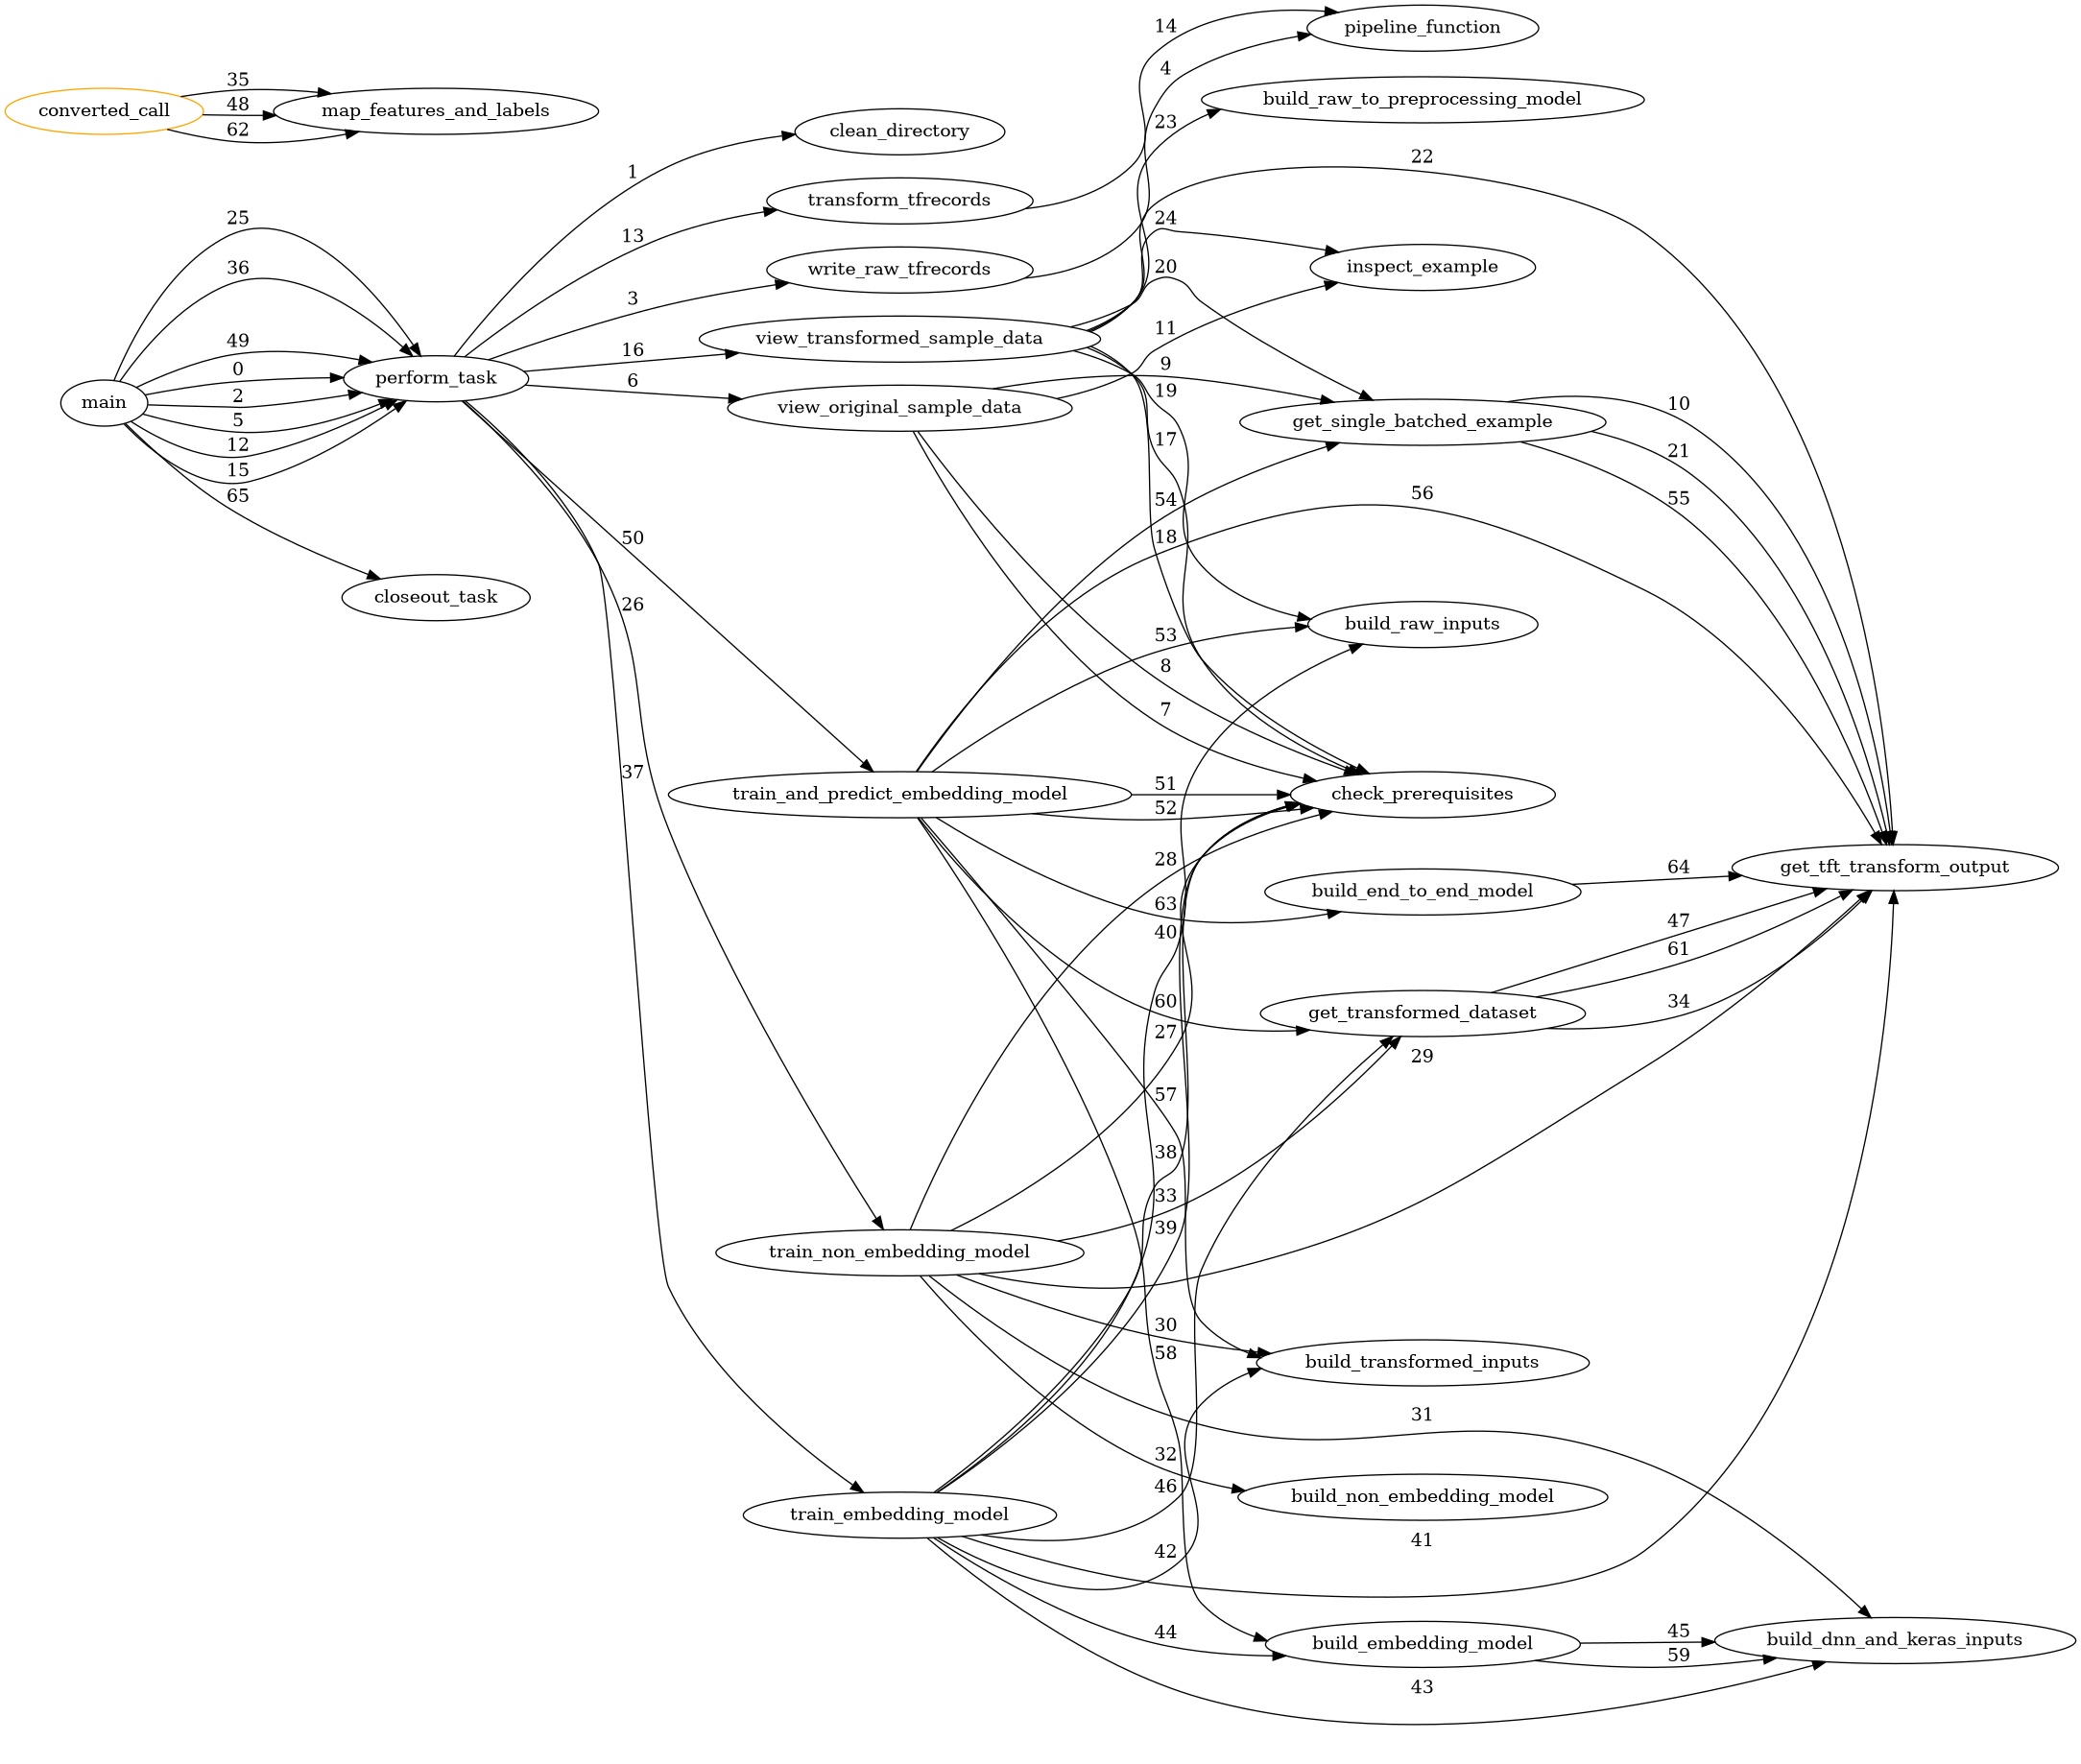 14
pipeline_function
4
35
converted_call
48
map_features_and_labels
62
build_raw_to_preprocessing_model
23
clean_directory
22
1
transform_tfrecords
25
13
24
36
write_raw_tfrecords
20
inspect_example
3
49
view_transformed_sample_data
11
16
0
perform_task
6
9
main
2
view_original_sample_data
19
10
5
get_single_batched_example
12
17
21
15
65
54
56
55
50
18
closeout_task
26
build_raw_inputs
53
8
7
37
51
train_and_predict_embedding_model
check_prerequisites
52
28
64
get_tft_transform_output
63
build_end_to_end_model
40
47
61
60
get_transformed_dataset
34
27
29
57
38
33
39
train_non_embedding_model
30
58
build_transformed_inputs
31
32
46
build_non_embedding_model
train_embedding_model
41
42
44
45
build_embedding_model
build_dnn_and_keras_inputs
59
43